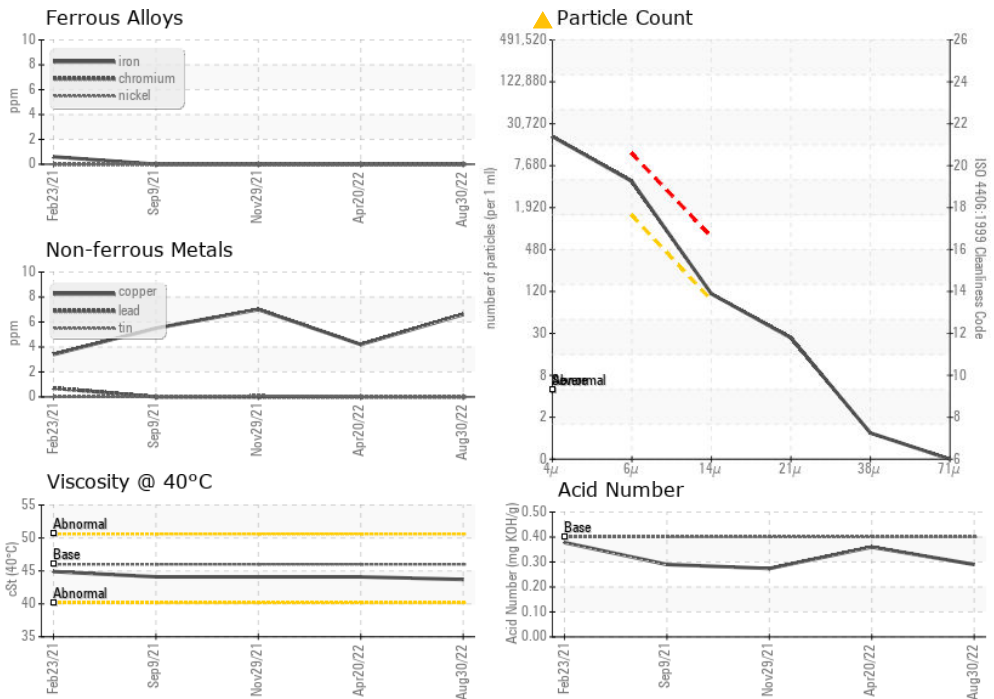 Ferrous Alloys
10
8
6
4
2
0
ppm
iron
chromium
nickel
Feb23/21
Sep9/21
Nov29/21
Apr20/22
Aug30/22
Non-ferrous Metals
10
8
6
4
2
0
ppm
copper
lead
tin
Feb23/21
Sep9/21
Nov29/21
Apr20/22
Aug30/22
Viscosity @ 40°C
55
50
45
40
35
cSt (40°C)
Abnormal
Base
Abnormal
Feb23/21
Sep9/21
Nov29/21
Apr20/22
Aug30/22
Particle Count
491,520
122,880
30,720
7,680
1,920
480
120
30
8
2
0
number of particles (per 1 ml)
26
24
22
20
18
16
14
12
10
8
6
ISO 4406:1999 Cleanliness Code
Abnormal
4µ
6µ
14µ
21µ
38µ
71µ
Acid Number
0.50
0.40
0.30
0.20
0.10
0.00
Acid Number (mg KOH/g)
Base
Feb23/21
Sep9/21
Nov29/21
Apr20/22
Aug30/22